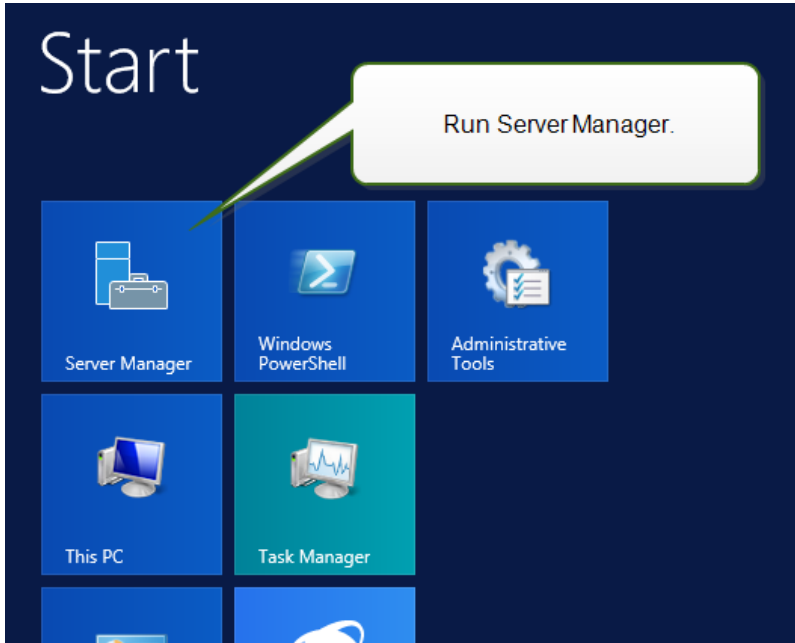 Start
Run Server Manager.
Server Manager
Windows
PowerShell
Administrative
Tools
This PC
Task Manager